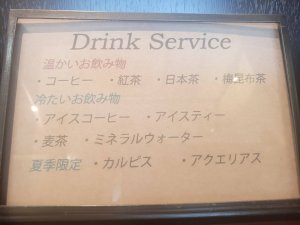 Drink Service
温かいお飲み物
・コーヒー ・紅茶 ・日本茶 ・梅昆布茶
冷たいお飲み物
・アイスコーヒー ・アイスティー
・麦茶 ・ミネラルウォーター
夏季限定 ・カルピス ・アクエリアス